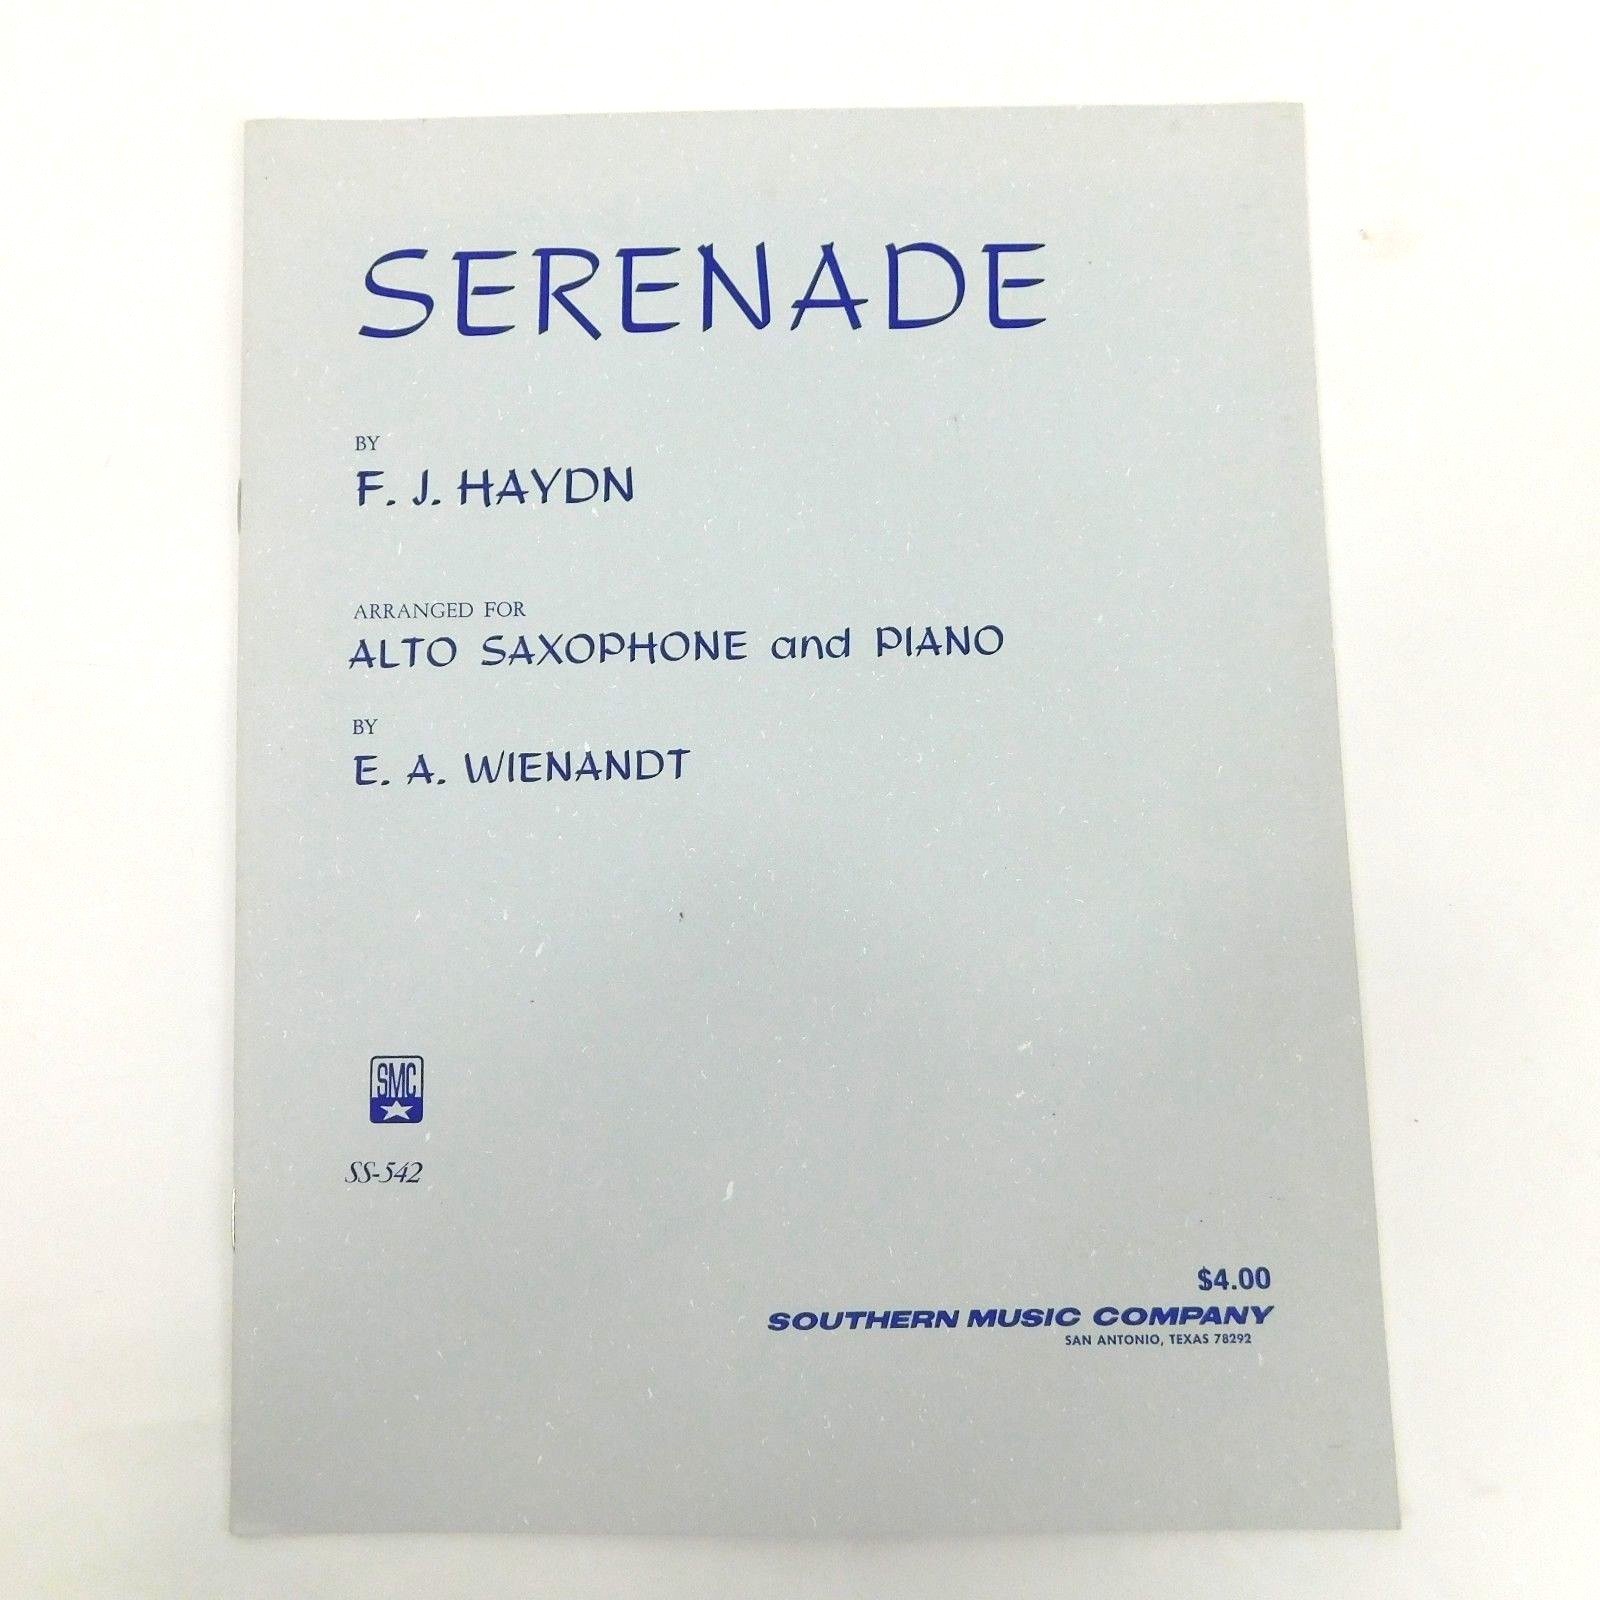 SERENADE
BY
F. J. HAYDN
ARRANGED FOR
ALTO SAXOPHONE and PIANO
BY
E. A. WIENANDT
SMC
SS-542
$4.00
SOUTHERN MUSIC COMPANY
SAN ANTONIO, TEXAS 78292